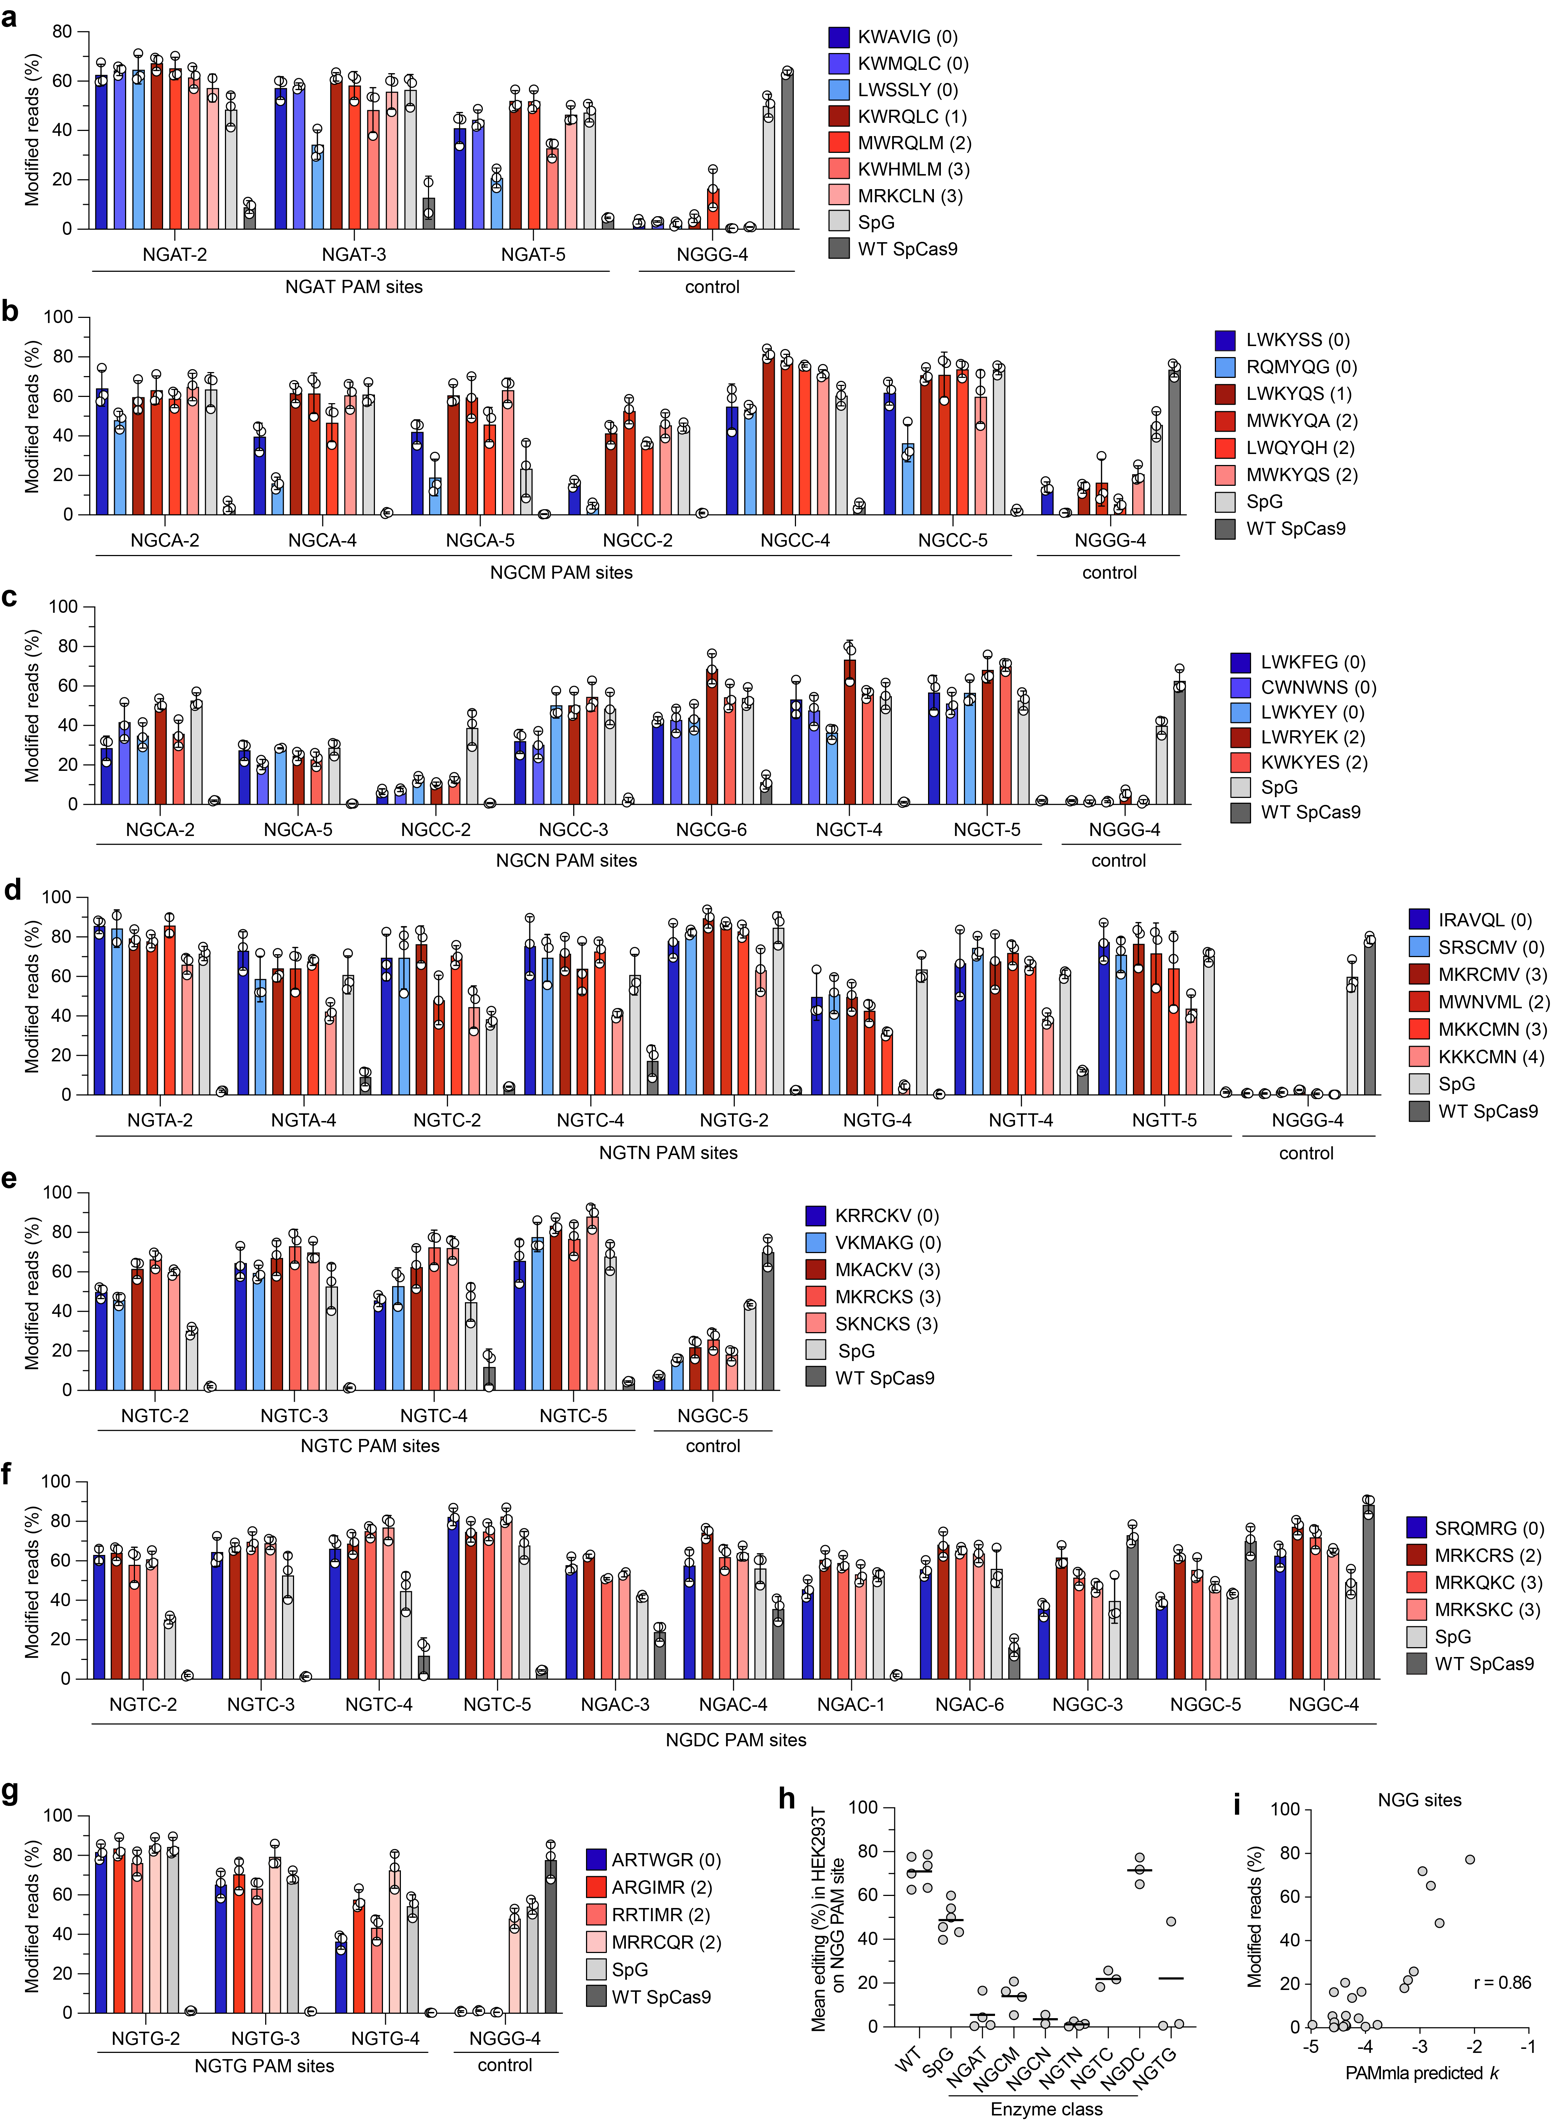 a
Modified reads (%)
80
60
40
20
0
NGAT-2 NGAT-3 NGAT-5 NGGG-4
NGAT PAM sites control
KWAVIG (0)
KWMQLC (0)
LWSSLY (0)
KWRQLC (1)
MWRQLM (2)
KWHMLM (3)
MRKCLN (3)
SpG
WT SpCas9
b
Modified reads (%)
100
80
60
40
20
0
NGCA-2 NGCA-4 NGCA-5 NGCC-2 NGCC-4 NGCC-5 NGGG-4
NGCM PAM sites control
LWKYSS (0)
RQMYQG (0)
LWKYQS (1)
MWKYQA (2)
LWQYQH (2)
MWKYQS (2)
SpG
WT SpCas9
c
Modified reads (%)
100
80
60
40
20
0
NGCA-2 NGCA-5 NGCC-2 NGCC-3 NGCG-6 NGCT-4 NGCT-5 NGGG-4
NGCN PAM sites control
LWKFEG (0)
CWNWNS (0)
LWKYEY (0)
LWRYEK (2)
KWKYES (2)
SpG
WT SpCas9
d
Modified reads (%)
100
80
60
40
20
0
NGTA-2 NGTA-4 NGTC-2 NGTC-4 NGTG-2 NGTG-4 NGTT-4 NGTT-5 NGGG-4
NGTN PAM sites control
IRAVQL (0)
SRSCMV (0)
MKRCMV (3)
MWNVML (2)
MKKCMN (3)
KKKCMN (4)
SpG
WT SpCas9
e
Modified reads (%)
100
80
60
40
20
0
NGTC-2 NGTC-3 NGTC-4 NGTC-5 NGGC-5
NGTC PAM sites control
KRRCKV (0)
VKMAKG (0)
MKACKV (3)
MKRCKS (3)
SKNCKS (3)
SpG
WT SpCas9
f
Modified reads (%)
100
80
60
40
20
0
NGTC-2 NGTC-3 NGTC-4 NGTC-5 NGAC-3 NGAC-4 NGAC-1 NGAC-6 NGGC-3 NGGC-5 NGGC-4
NGDC PAM sites
SRQMRG (0)
MRKCRS (2)
MRKQKC (3)
MRKSKC (3)
SpG
WT SpCas9
g
Modified reads (%)
100
80
60
40
20
0
NGTG-2 NGTG-3 NGTG-4 NGGG-4
NGTG PAM sites control
ARTWGR (0)
ARGIMR (2)
RRTIMR (2)
MRRCQR (2)
SpG
WT SpCas9
h
Mean editing (%) in HEK293T
on NGG PAM site
100
80
60
40
20
0
WT SpG NGAT NGCM NGCN NGTN NGTC NGDC NGTG
Enzyme class
i
NGG sites
Modified reads (%)
100
80
60
40
20
0
r = 0.86
-5 -4 -3 -2 -1
PAMmla predicted k